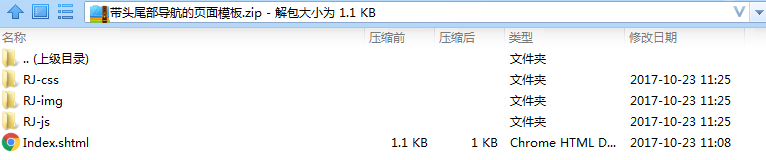 带头尾部导航的页面模板.zip - 解包大小为 1.1 KB
名称 压缩前 压缩后 类型 修改日期
.. (上级目录) 文件夹
RJ-css 文件夹 2017-10-23 11:25
RJ-img 文件夹 2017-10-23 11:25
RJ-js 文件夹 2017-10-23 11:25
Index.shtml 1.1 KB 1 KB Chrome HTML D... 2017-10-23 11:08